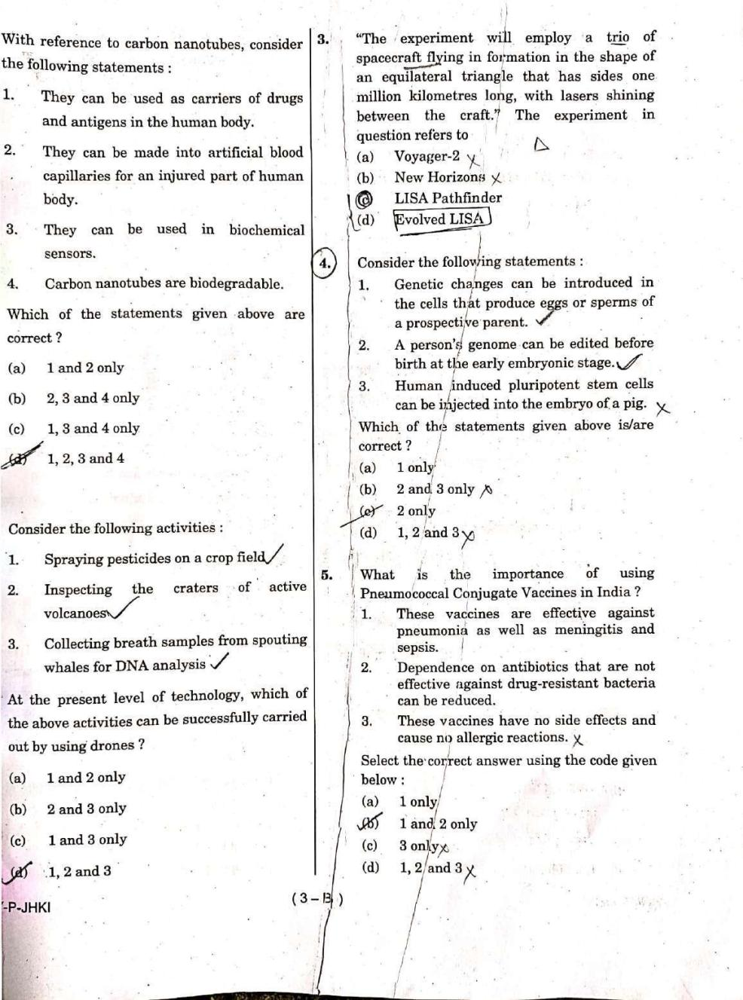 With reference to carbon nanotubes, consider
the following statements :
1. They can be used as carriers of drugs
and antigens in the human body.
2. They can be made into artificial blood
capillaries for an injured part of human
body.
3. They can be used in biochemical
sensors.
4. Carbon nanotubes are biodegradable.
Which of the statements given above are
correct ?
(a) 1 and 2 only
(b) 2, 3 and 4 only
(c) 1, 3 and 4 only
(d) 1, 2, 3 and 4
Consider the following activities :
1. Spraying pesticides on a crop field
2. Inspecting the craters of active
volcanoes
3. Collecting breath samples from spouting
whales for DNA analysis
At the present level of technology, which of
the above activities can be successfully carried
out by using drones ?
(a) 1 and 2 only
(b) 2 and 3 only
(c) 1 and 3 only
(d) 1, 2 and 3
3. “The experiment will employ a trio of
spacecraft flying in formation in the shape of
an equilateral triangle that has sides one
million kilometres long, with lasers shining
between the craft.” The experiment in
question refers to
(a) Voyager-2
(b) New Horizons
(c) LISA Pathfinder
(d) Evolved LISA
4. Consider the following statements :
1. Genetic changes can be introduced in
the cells that produce eggs or sperms of
a prospective parent.
2. A person's genome can be edited before
birth at the early embryonic stage.
3. Human induced pluripotent stem cells
can be injected into the embryo of a pig.
Which of the statements given above is/are
correct ?
(a) 1 only
(b) 2 and 3 only
(c) 2 only
(d) 1, 2 and 3
5. What is the importance of using
Pneumococcal Conjugate Vaccines in India ?
1. These vaccines are effective against
pneumonia as well as meningitis and
sepsis.
2. Dependence on antibiotics that are not
effective against drug-resistant bacteria
can be reduced.
3. These vaccines have no side effects and
cause no allergic reactions.
Select the correct answer using the code given
below :
(a) 1 only
(b) 1 and 2 only
(c) 3 only
(d) 1, 2 and 3
-P-JHKI
( 3 – B )